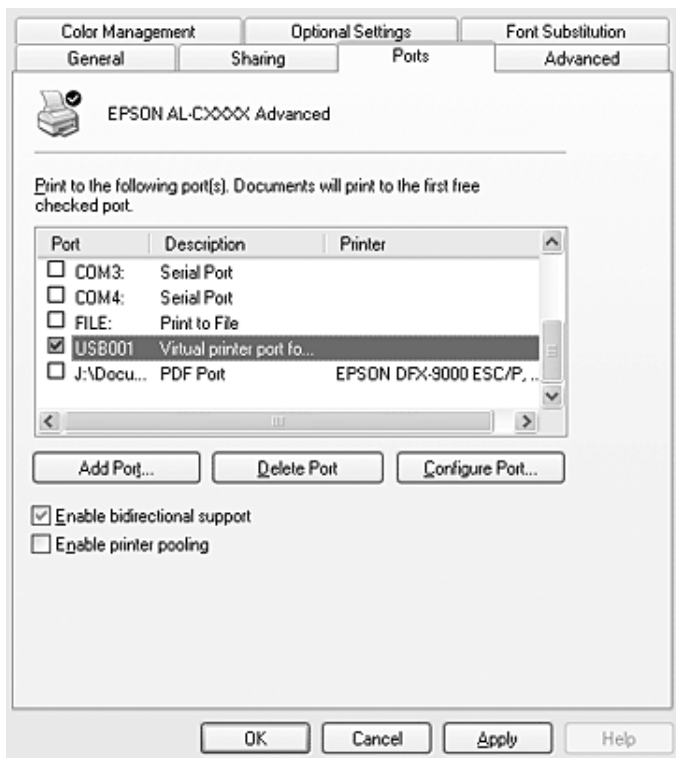 Color Management Optional Settings Font Substitution
General Sharing Ports Advanced
EPSON AL-CXXXX Advanced
Print to the following port(s). Documents will print to the first free
checked port.
Port Description Printer
COM3: Serial Port
COM4: Serial Port
FILE: Print to File
USB001 Virtual printer port fo...
J:\Docu... PDF Port EPSON DFX-9000 ESC/P, ..
Add Port... Delete Port Configure Port...
Enable bidirectional support
Enable printer pooling
OK Cancel Apply Help